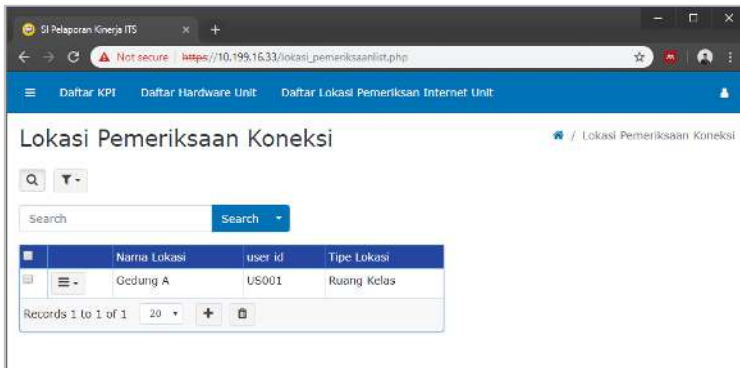 SI Pelaporan Kinerja ITS
Not secure https://10.199.16.33/lokasi_pemeriksaanlist.php
Daftar KPI Daftar Hardware Unit Daftar Lokasi Pemeriksan Internet Unit
Lokasi Pemeriksaan Koneksi
/ Lokasi Pemeriksaan Koneksi
Search Search
Nama Lokasi user id Tipe Lokasi
Gedung A US001 Ruang Kelas
Records 1 to 1 of 1 20